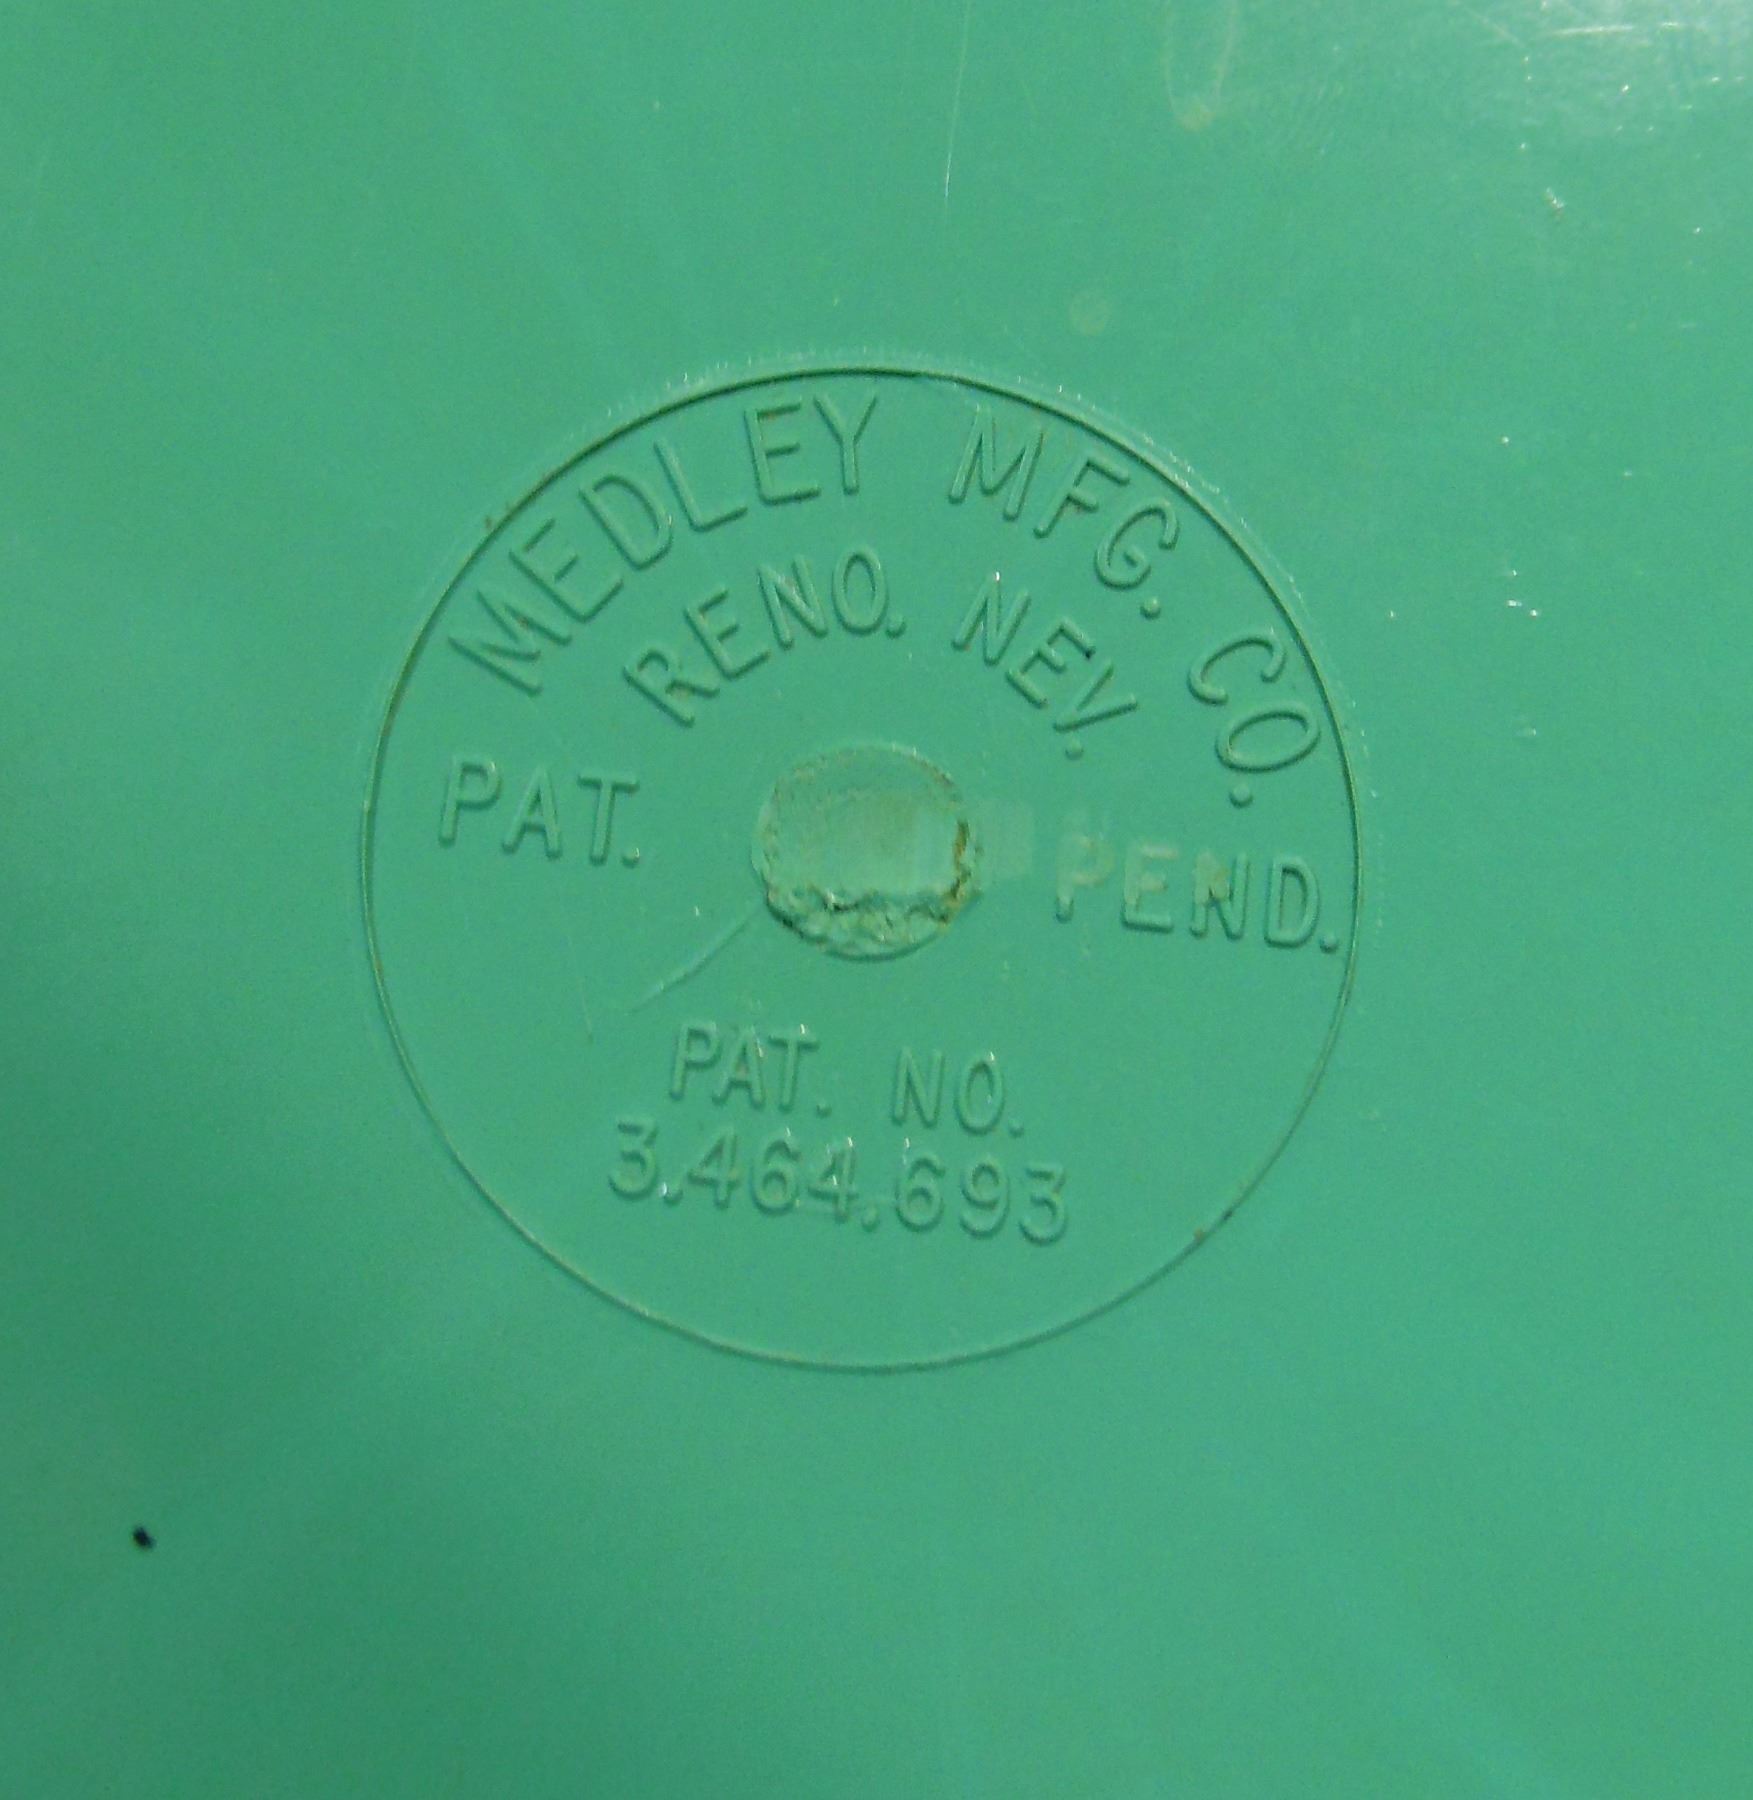 MEDLEY MFG. CO.
RENO. NEV.
PAT. PEND.
PAT. NO.
3.464.693